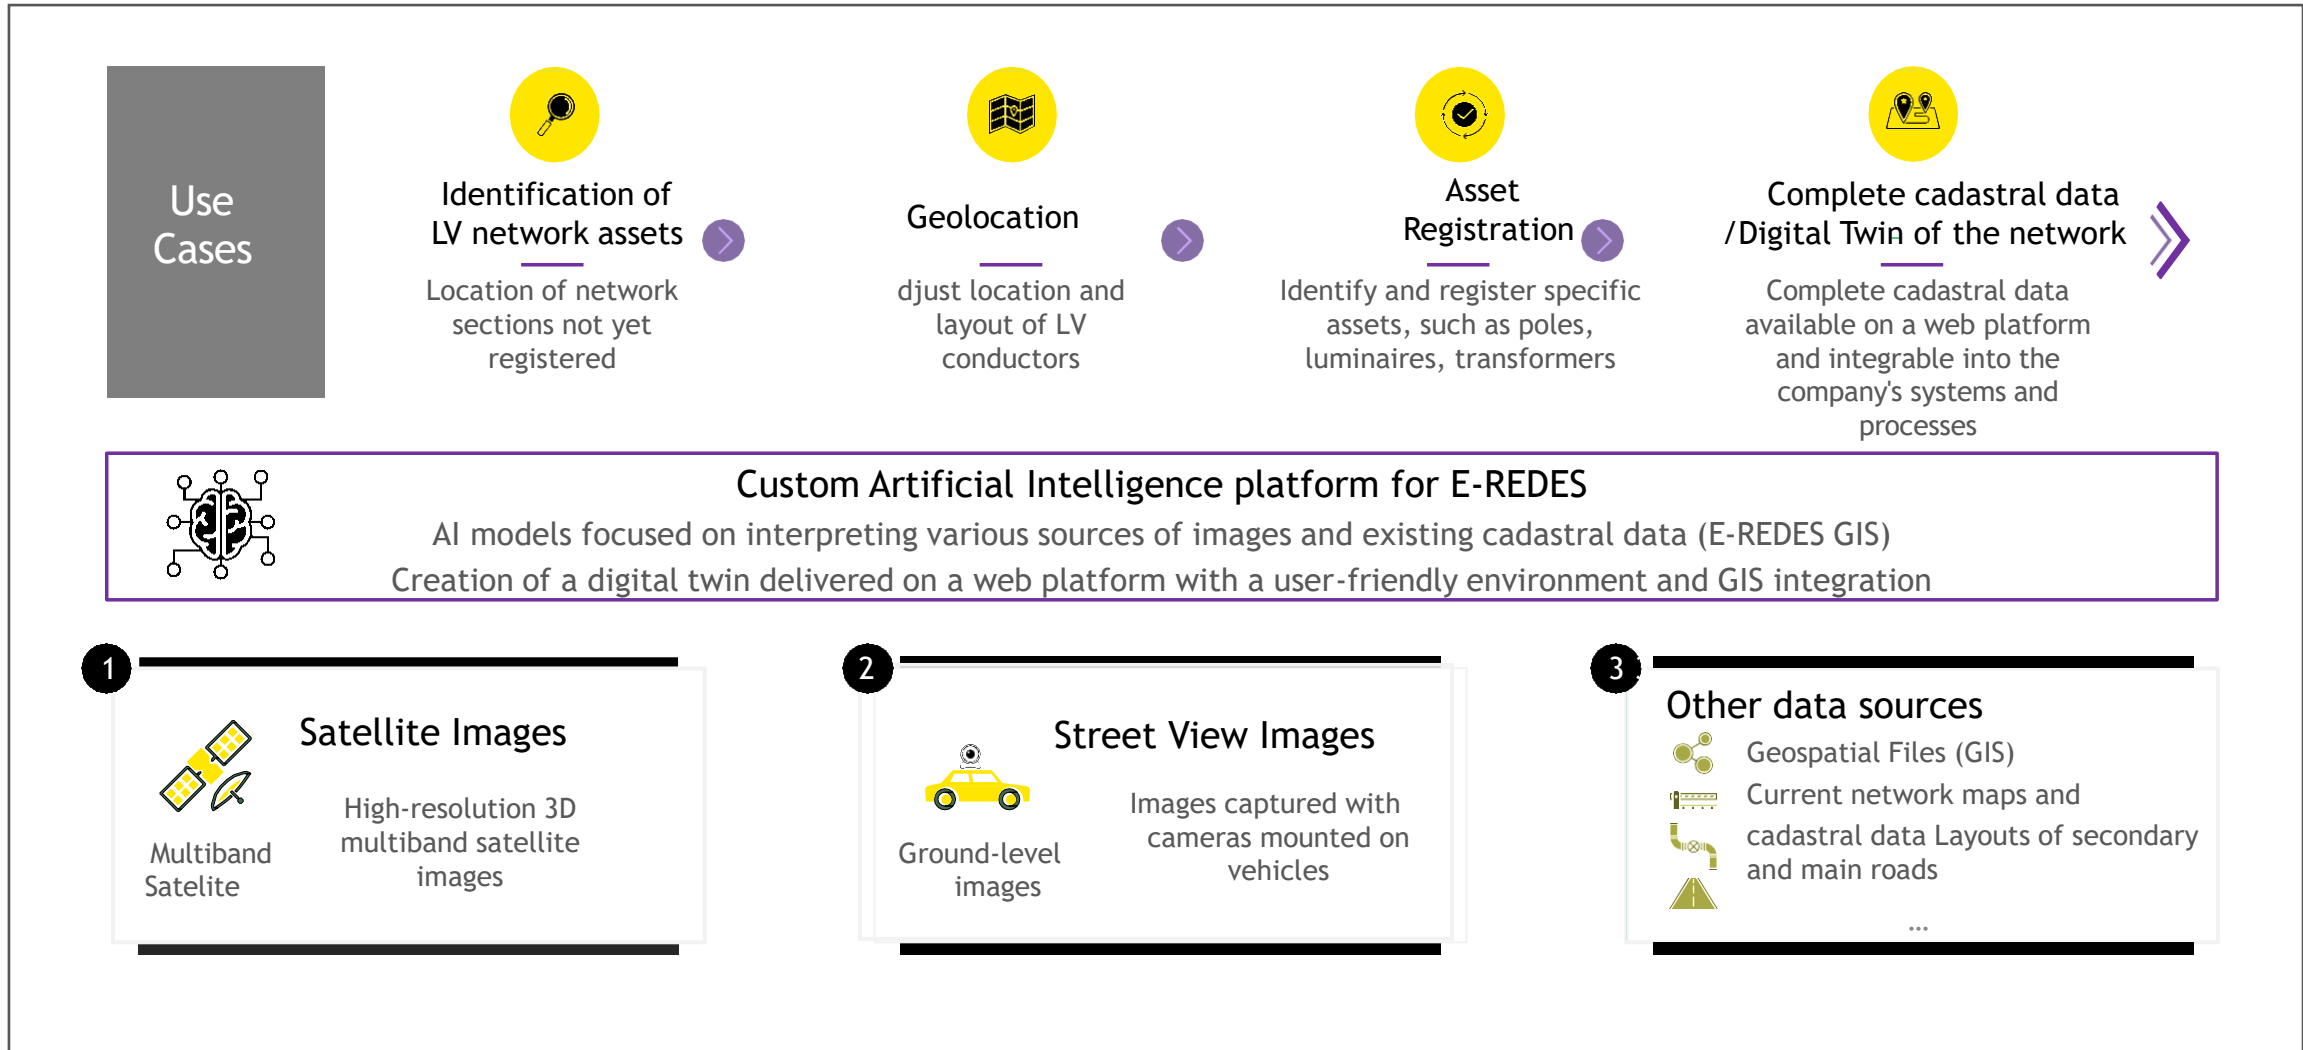 Use
Cases
Identification of
LV network assets
Location of network
sections not yet
registered
Geolocation
djust location and
layout of LV
conductors
Asset
Registration
Identify and register specific
assets, such as poles,
luminaires, transformers
Complete cadastral data
/Digital Twin of the network
Complete cadastral data
available on a web platform
and integrable into the
company's systems and
processes
Custom Artificial Intelligence platform for E-REDES
AI models focused on interpreting various sources of images and existing cadastral data (E-REDES GIS)
Creation of a digital twin delivered on a web platform with a user-friendly environment and GIS integration
1
Satellite Images
Multiband
Satelite
High-resolution 3D
multiband satellite
images
2
Street View Images
Ground-level
images
Images captured with
cameras mounted on
vehicles
3
Other data sources
Geospatial Files (GIS)
Current network maps and
cadastral data Layouts of secondary
and main roads
...